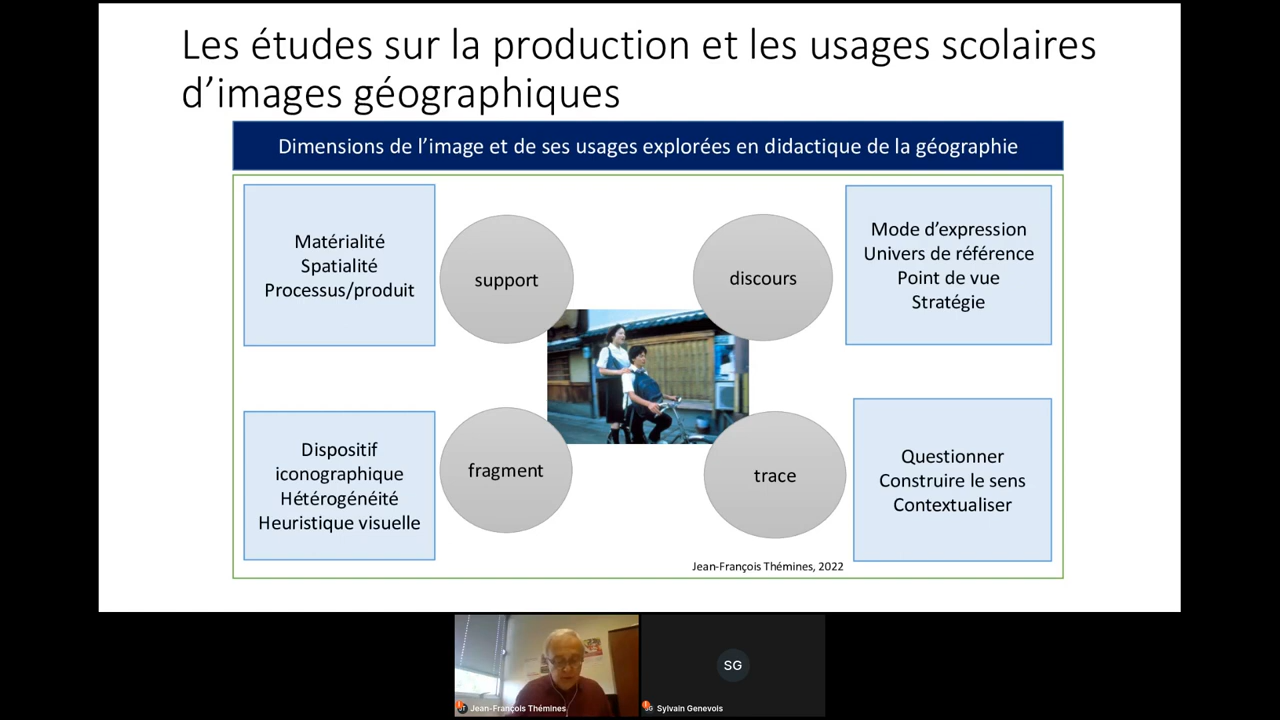 Les études sur la production et les usages scolaires
d’images géographiques
Dimensions de l’image et de ses usages explorées en didactique de la géographie
Matérialité
Spatialité
Processus/produit
support
discours
Mode d’expression
Univers de référence
Point de vue
Stratégie
Dispositif
iconographique
Hétérogénéité
Heuristique visuelle
fragment
trace
Questionner
Construire le sens
Contextualiser
Jean-François Thémines, 2022
SG
Jean-François Thémines
Sylvain Genevois